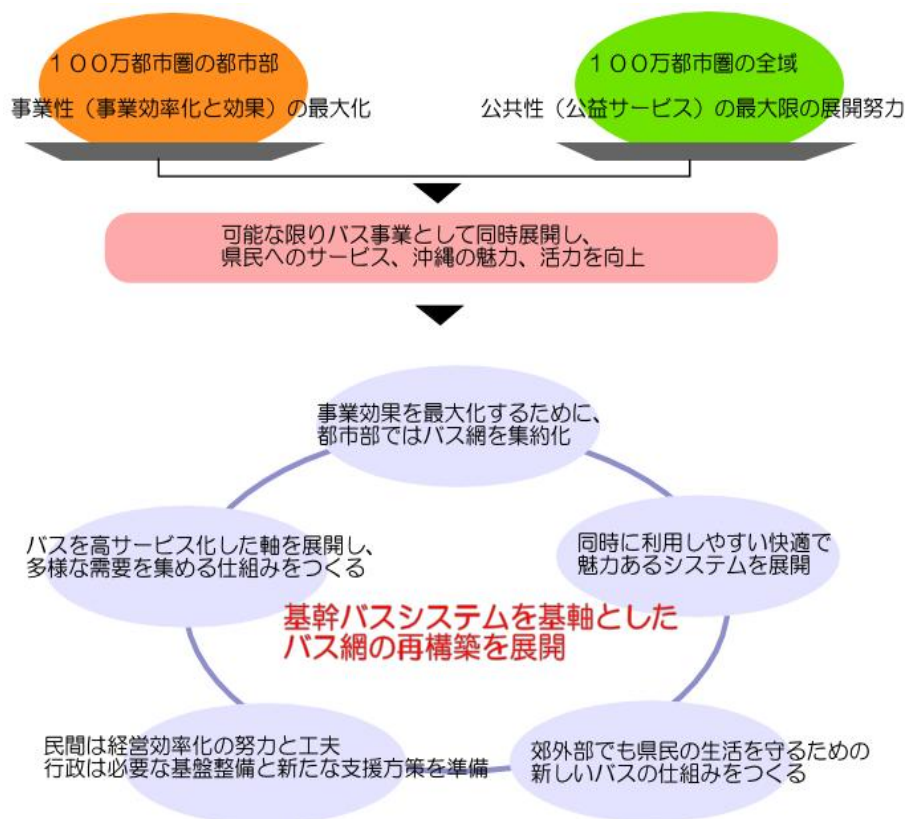 １００万都市圏の都市部
事業性（事業効率化と効果）の最大化
１００万都市圏の全域
公共性（公益サービス）の最大限の展開努力
可能な限りバス事業として同時展開し、
県民へのサービス、沖縄の魅力、活力を向上
事業効果を最大化するために、
都市部ではバス網を集約化
バスを高サービス化した軸を展開し、
多様な需要を集める仕組みをつくる
同時に利用しやすい快適で
魅力あるシステムを展開
基幹バスシステムを基軸とした
バス網の再構築を展開
民間は経営効率化の努力と工夫
行政は必要な基盤整備と新たな支援方策を準備
郊外部でも県民の生活を守るための
新しいバスの仕組みをつくる